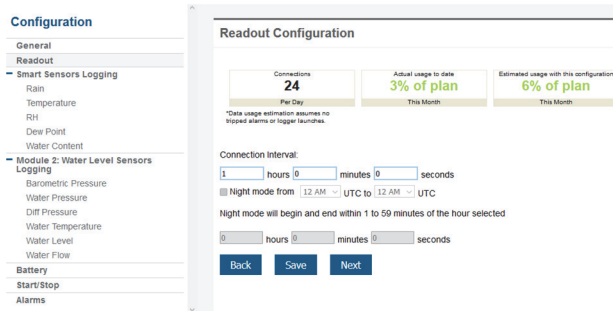 Configuration
General
Readout
Smart Sensors Logging
Rain
Temperature
RH
Dew Point
Water Content
Module 2: Water Level Sensors
Logging
Barometric Pressure
Water Pressure
Diff Pressure
Water Temperature
Water Level
Water Flow
Battery
Start/Stop
Alarms
Readout Configuration
Connections
24
Per Day
Actual usage to date
3% of plan
This Month
Estimated usage with this configuration
6% of plan
This Month
*Data usage estimation assumes no
tripped alarms or logger launches.
Connection Interval:
1 hours 0 minutes 0 seconds
Night mode from 12 AM UTC to 12 AM UTC
Night mode will begin and end within 1 to 59 minutes of the hour selected
0 hours 0 minutes 0 seconds
Back Save Next